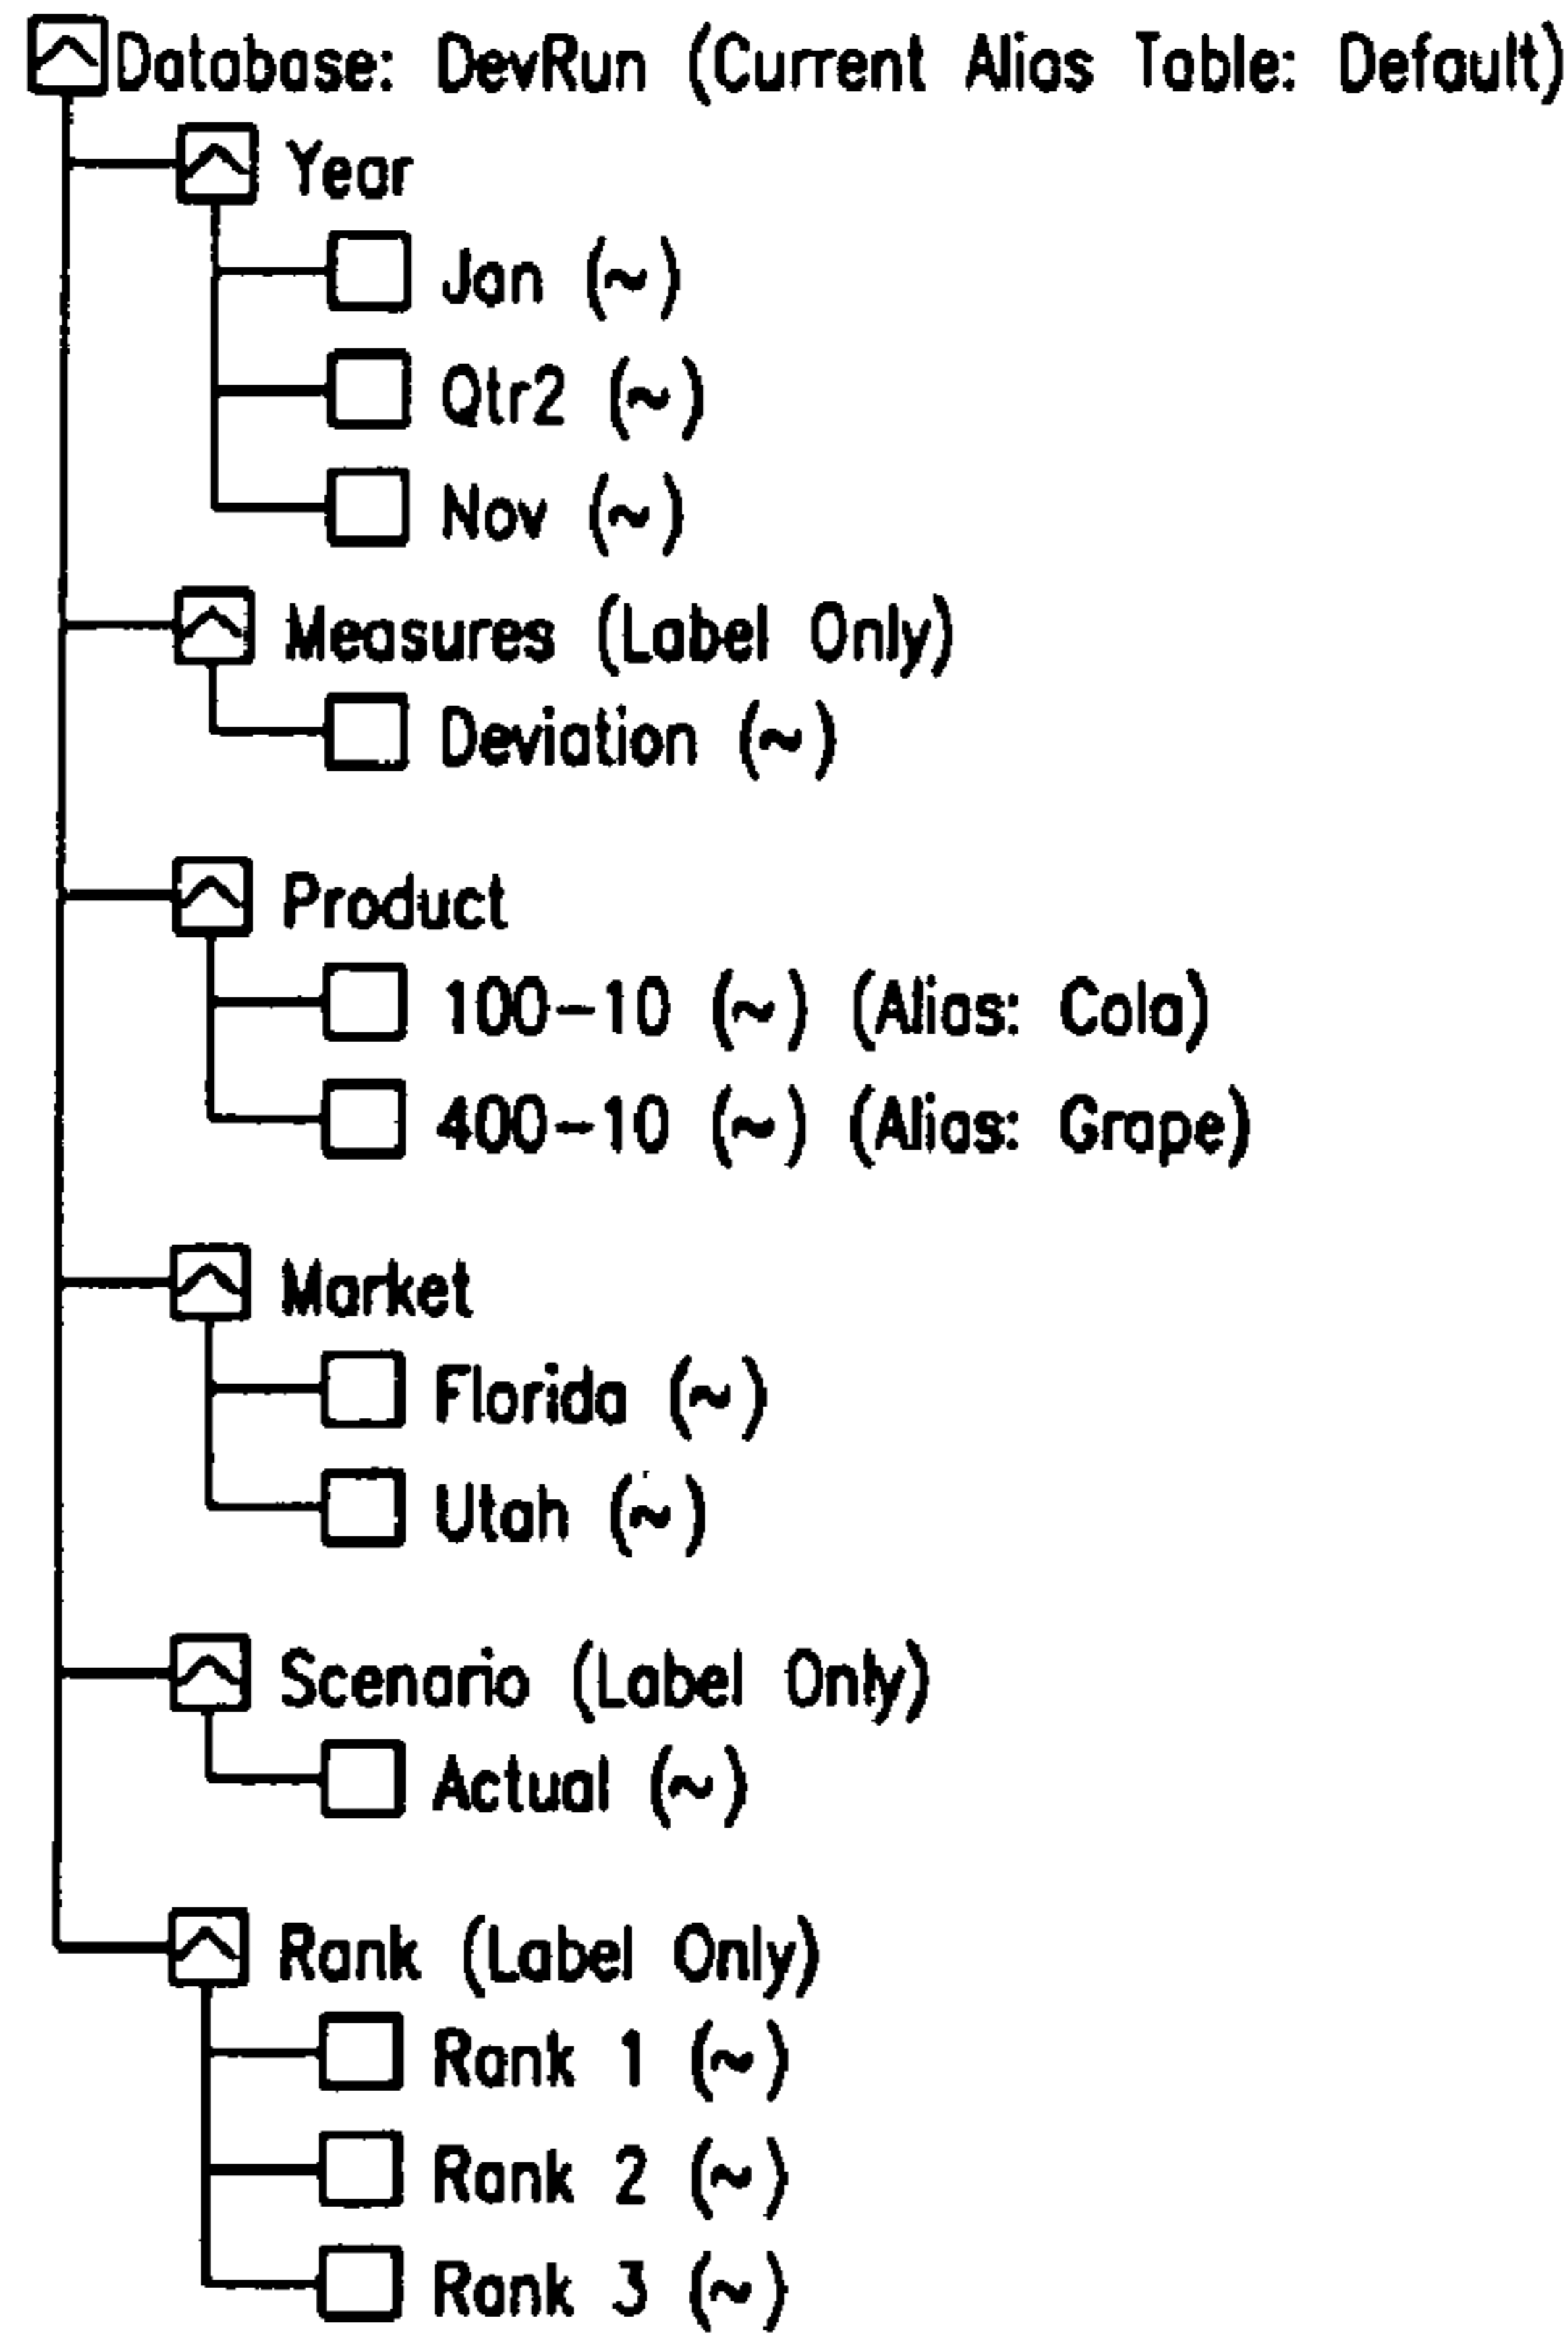 Database: DevRun (Current Alias Table: Default)
Year
Jan (~)
Qtr2 (~)
Nov (~)
Measures (Label Only)
Deviation (~)
Product
100-10 (~) (Alias: Cola)
400-10 (~) (Alias: Grape)
Market
Florida (~)
Utah (~)
Scenario (Label Only)
Actual (~)
Rank (Label Only)
Rank 1 (~)
Rank 2 (~)
Rank 3 (~)